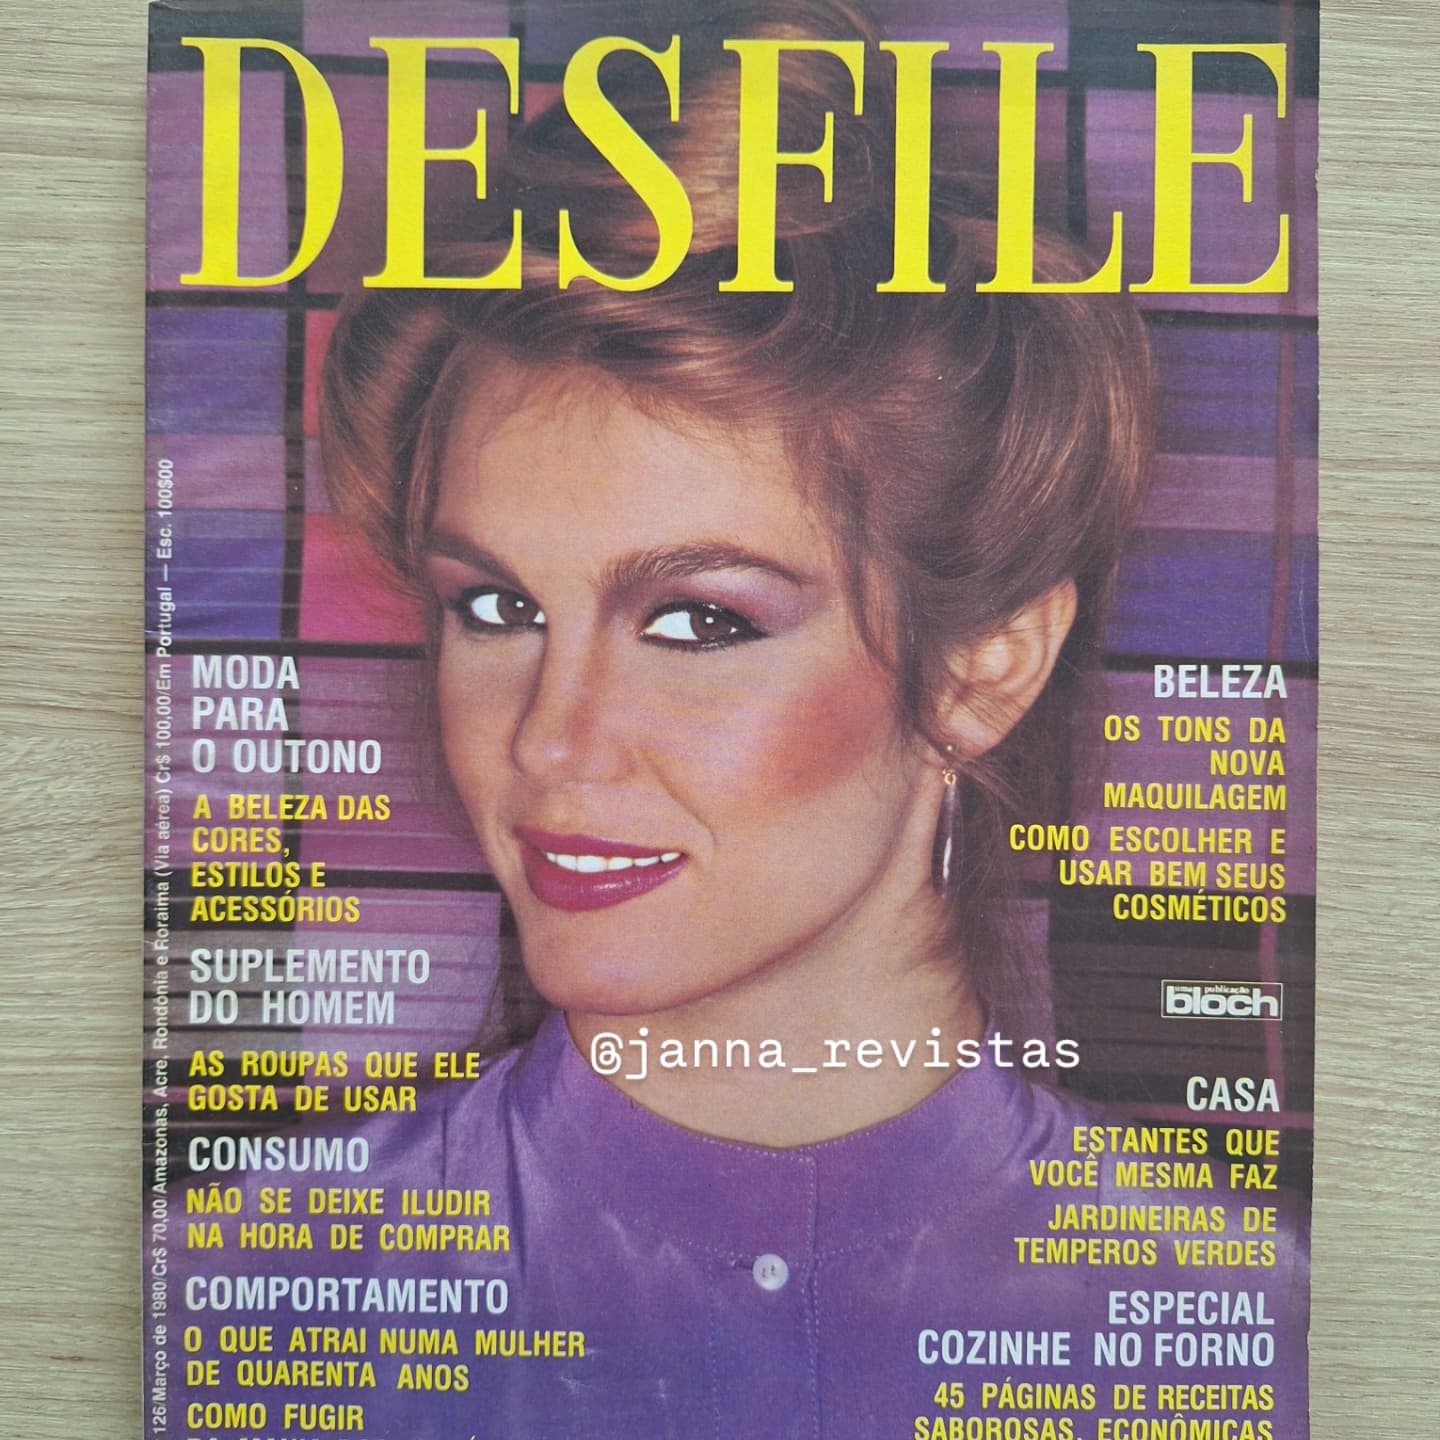 DESFILE
126/Março de 1980/Cr$ 70,00/Amazonas, Acre, Rondônia e Roraima (Via aérea) Cr$ 100,00/Em Portugal — Esc. 100$00
MODA
PARA
O OUTONO
A BELEZA DAS
CORES,
ESTILOS E
ACESSÓRIOS
SUPLEMENTO
DO HOMEM
AS ROUPAS QUE ELE
GOSTA DE USAR
CONSUMO
NÃO SE DEIXE ILUDIR
NA HORA DE COMPRAR
COMPORTAMENTO
O QUE ATRAI NUMA MULHER
DE QUARENTA ANOS
COMO FUGIR
BELEZA
OS TONS DA
NOVA
MAQUILAGEM
COMO ESCOLHER E
USAR BEM SEUS
COSMÉTICOS
uma publicação
bloch
@janna_revistas
CASA
ESTANTES QUE
VOCÊ MESMA FAZ
JARDINEIRAS DE
TEMPEROS VERDES
ESPECIAL
COZINHE NO FORNO
45 PÁGINAS DE RECEITAS
SABOROSAS, ECONÔMICAS